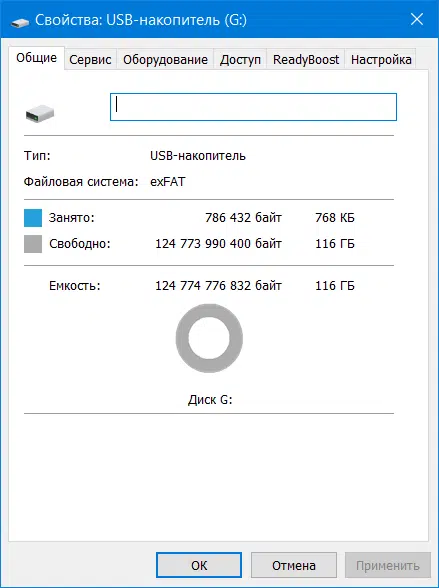 Свойства: USB-накопитель (G:)
Общие Сервис Оборудование Доступ ReadyBoost Настройка
Тип: USB-накопитель
Файловая система: exFAT
Занято: 786 432 байт 768 КБ
Свободно: 124 773 990 400 байт 116 ГБ
Емкость: 124 774 776 832 байт 116 ГБ
Диск G:
ОК Отмена Применить